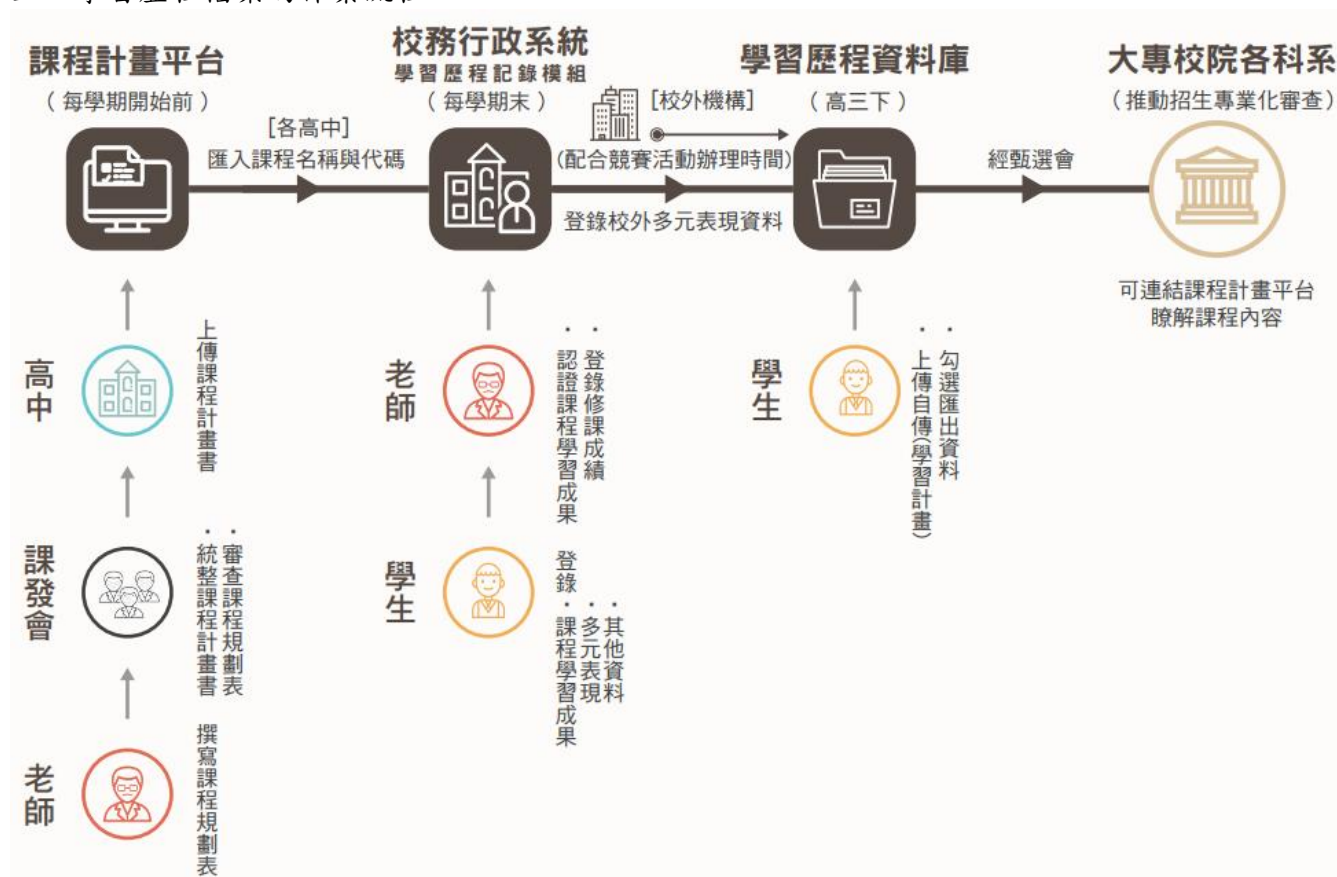 課程計畫平台
（每學期開始前）
[各高中]
匯入課程名稱與代碼
校務行政系統
學習歷程記錄模組
（每學期末）
[校外機構]
(配合競賽活動辦理時間)
登錄校外多元表現資料
學習歷程資料庫
（高三下）
經甄選會
大專校院各科系
（推動招生專業化審查）
可連結課程計畫平台
瞭解課程內容
高中
上傳課程計畫書
課發會
・審查課程規劃表
・統整課程計畫書
老師
撰寫課程規劃表
老師
・登錄修課成績
・認證課程學習成果
學生
登錄
・其他資料
・多元表現
・課程學習成果
學生
・勾選匯出資料
・上傳自傳(學習計畫)